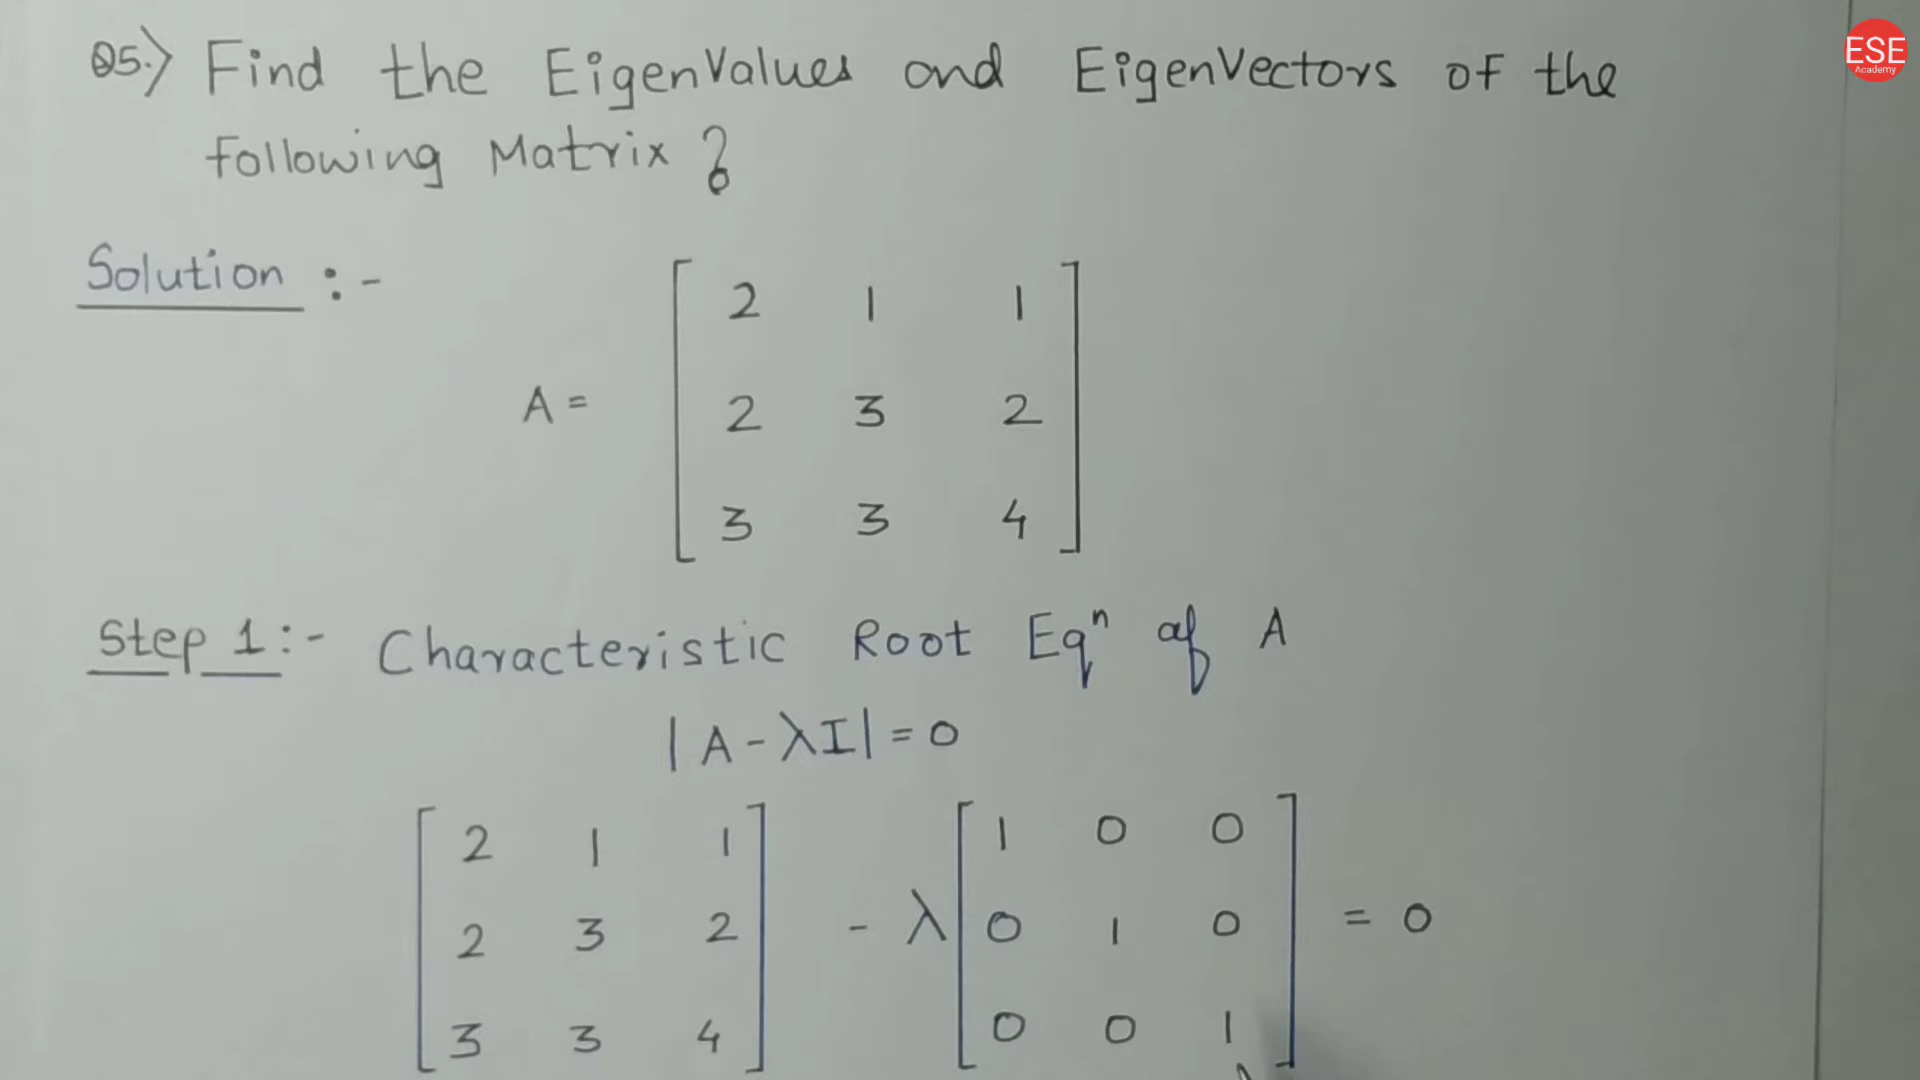 Q5.) Find the EigenValues and EigenVectors of the
following Matrix ?
Solution :-
A = [ 2 1 1
2 3 2
3 3 4 ]
Step 1:- Characteristic Root Eqⁿ of A
|A - λI| = 0
[ 2 1 1
2 3 2
3 3 4 ] - λ [ 1 0 0
0 1 0
0 0 1 ] = 0
ESE
Academy